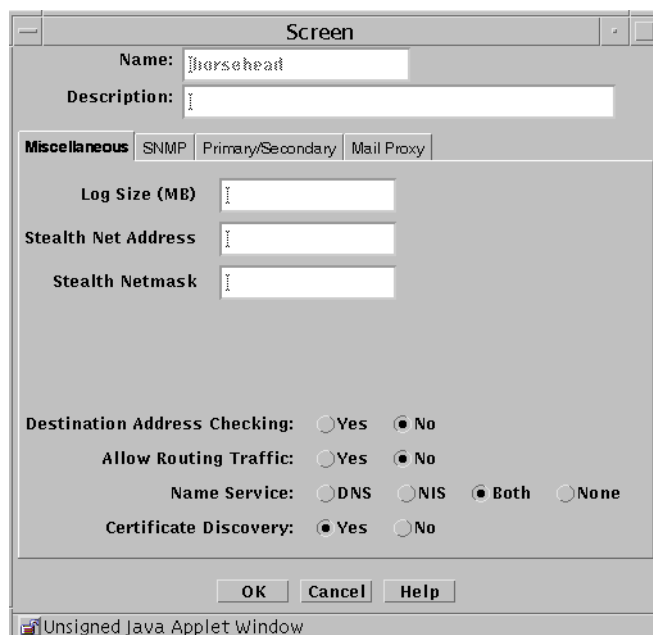 Screen
Name: horsehead
Description:
Miscellaneous SNMP Primary/Secondary Mail Proxy
Log Size (MB)
Stealth Net Address
Stealth Netmask
Destination Address Checking: Yes No
Allow Routing Traffic: Yes No
Name Service: DNS NIS Both None
Certificate Discovery: Yes No
OK Cancel Help
Unsigned Java Applet Window